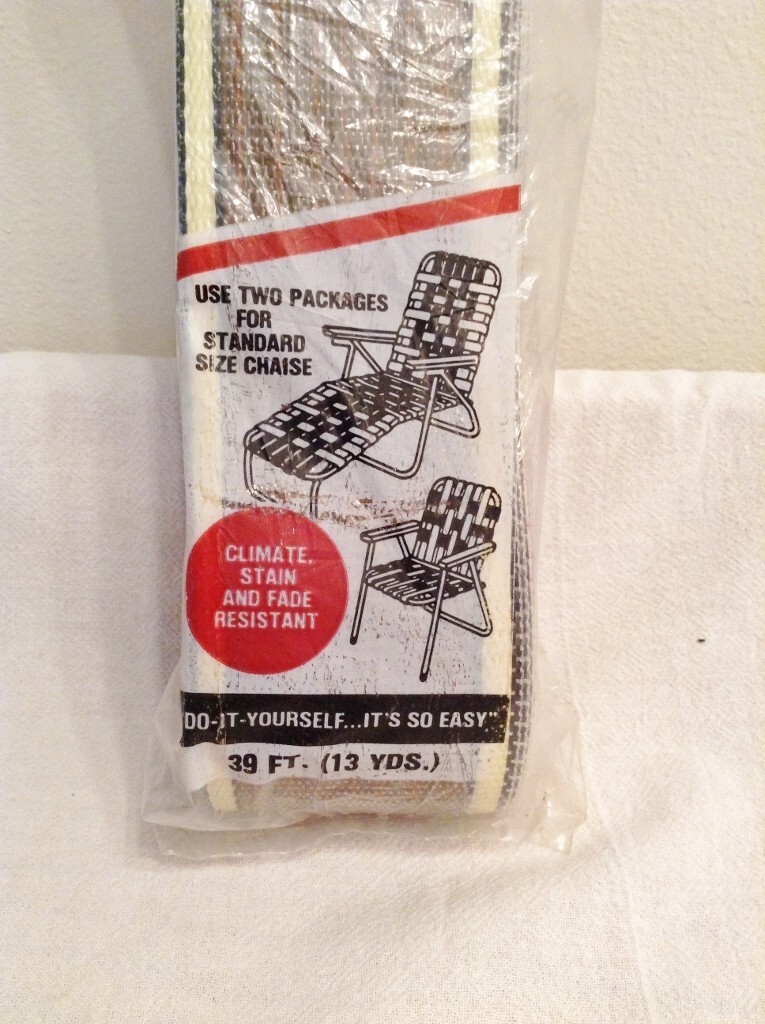 USE TWO PACKAGES
FOR
STANDARD
SIZE CHAISE
CLIMATE,
STAIN
AND FADE
RESISTANT
"DO-IT-YOURSELF...IT'S SO EASY"
39 FT. (13 YDS.)